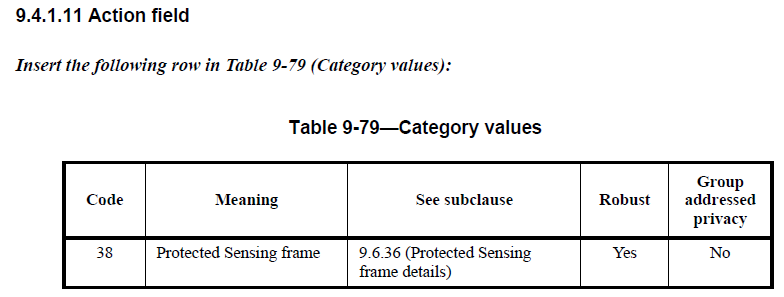 9.4.1.11 Action field
Insert the following row in Table 9-79 (Category values):
Table 9-79—Category values
Code Meaning See subclause Robust Group addressed privacy
38 Protected Sensing frame 9.6.36 (Protected Sensing frame details) Yes No